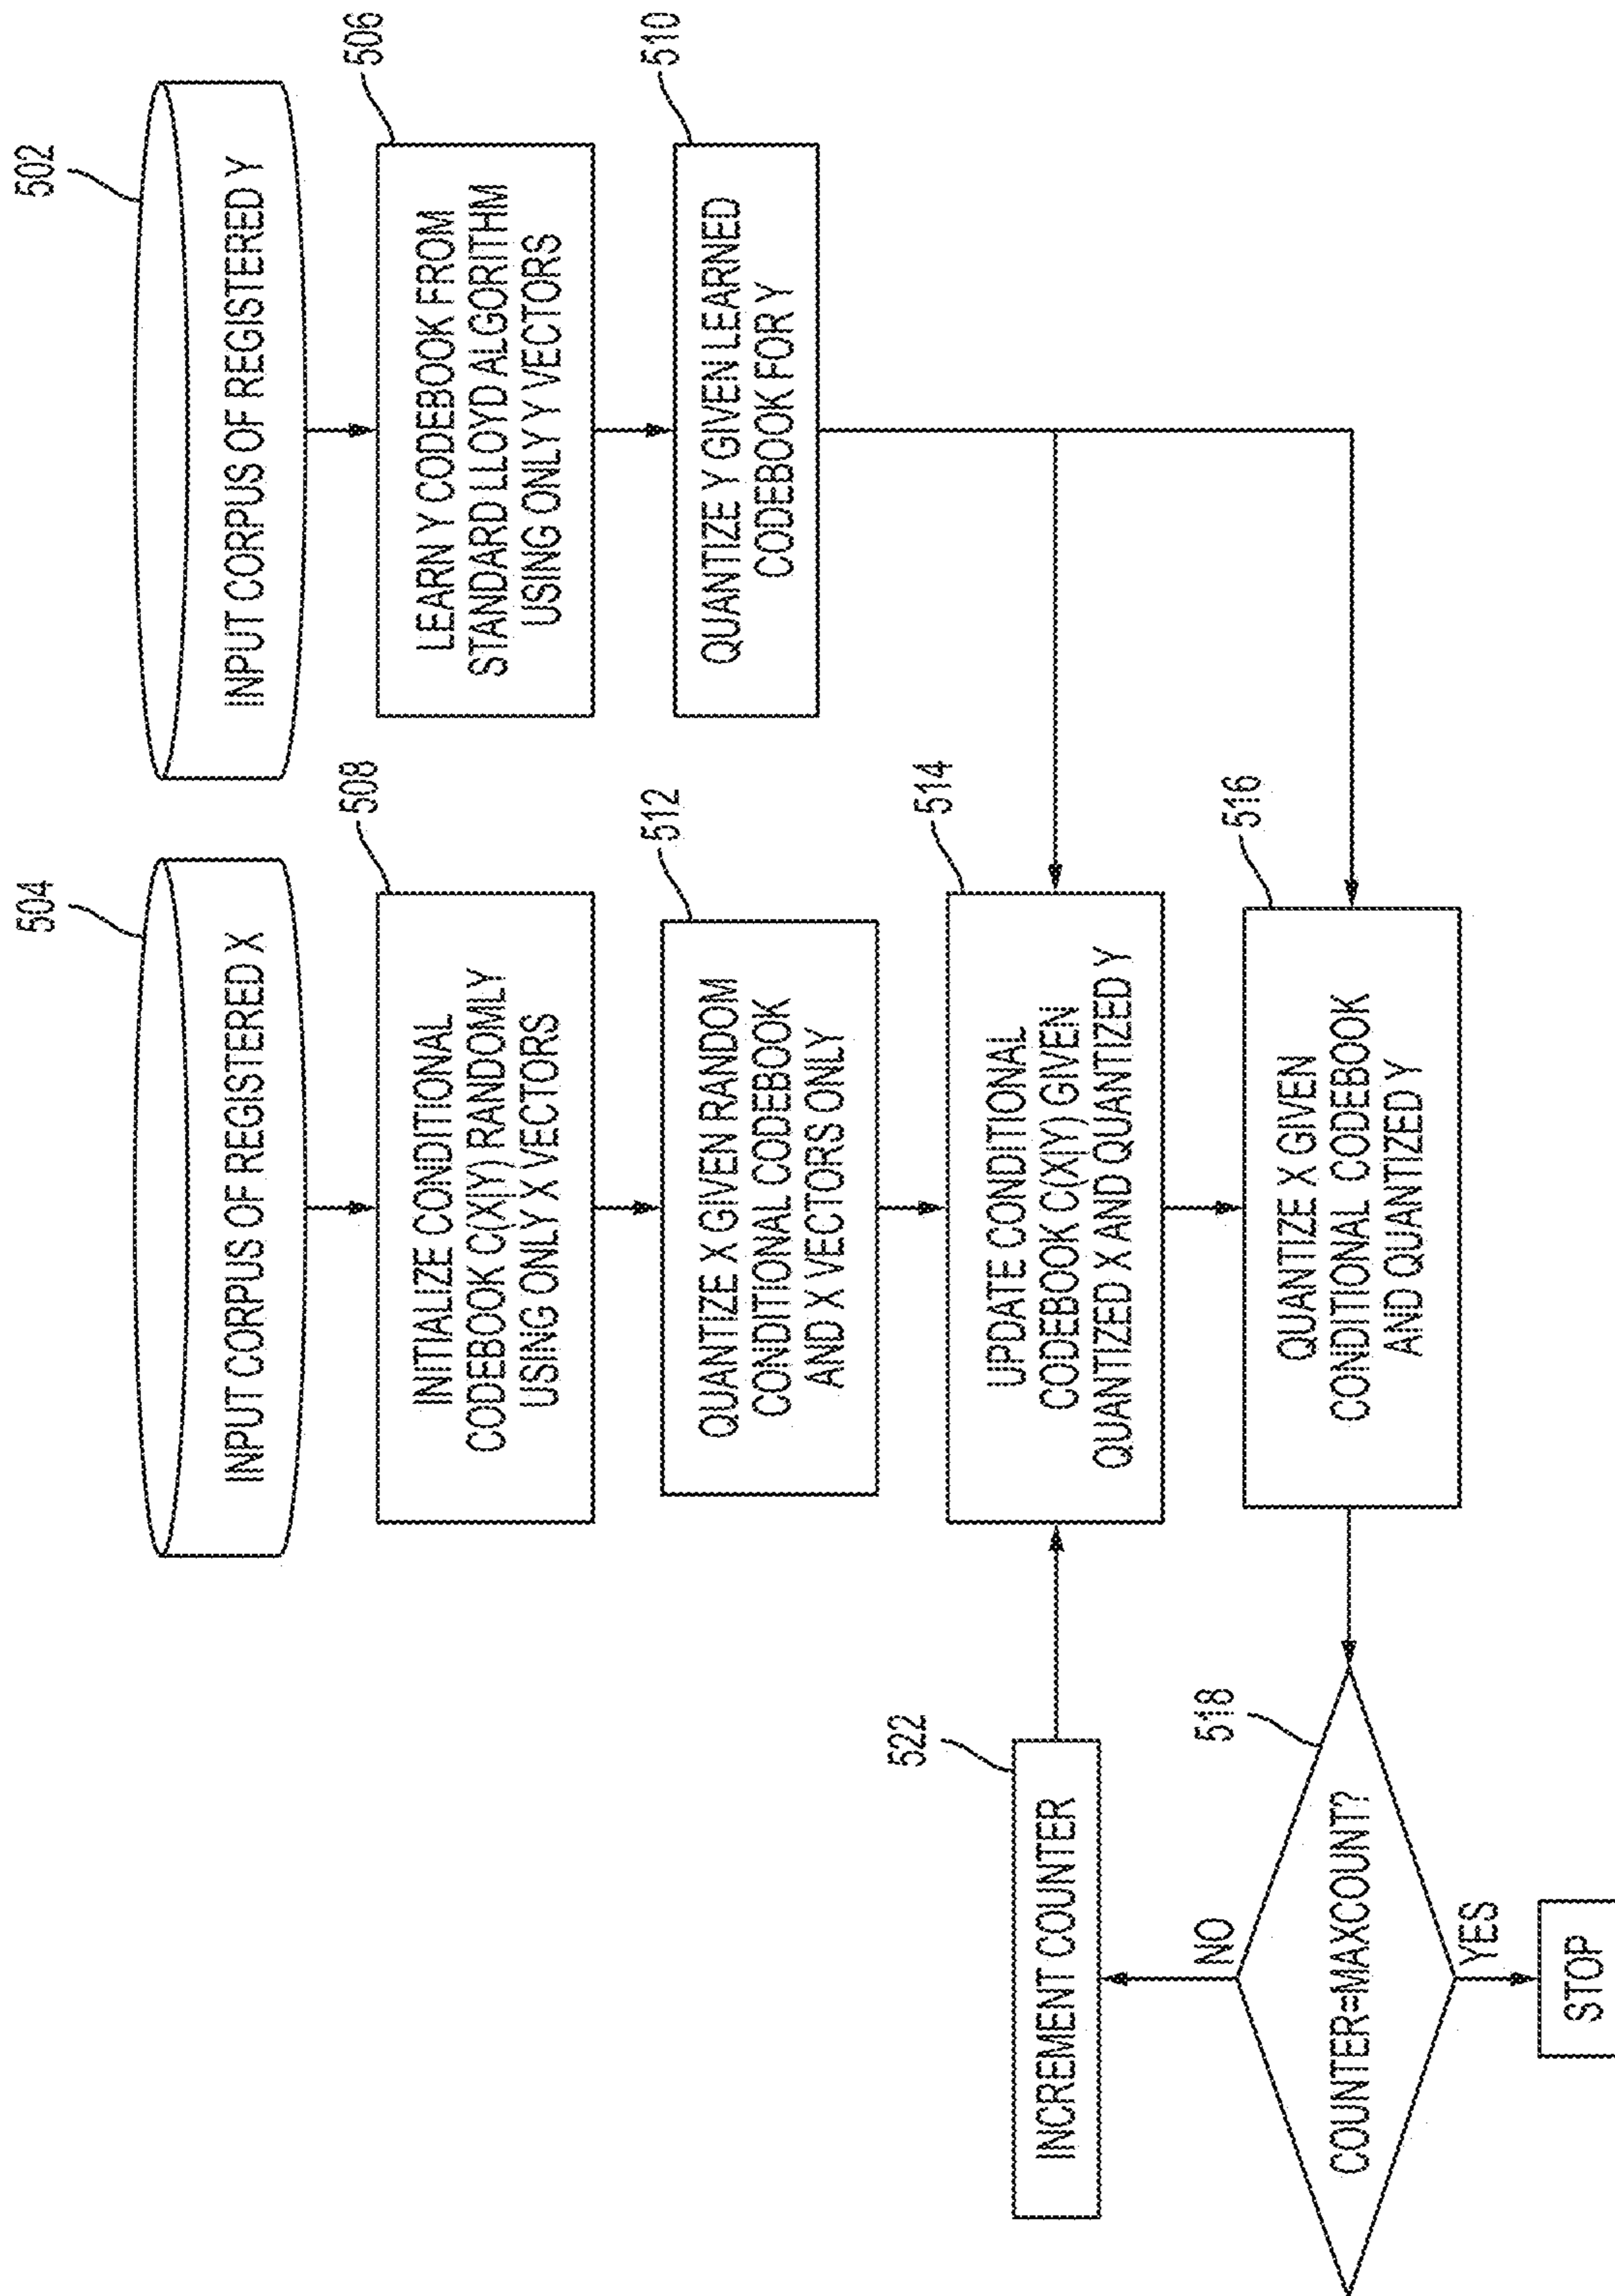 504
INPUT CORPUS OF REGISTERED X
502
INPUT CORPUS OF REGISTERED Y
508
INITIALIZE CONDITIONAL
CODEBOOK C(X|Y) RANDOMLY
USING ONLY X VECTORS
506
LEARN Y CODEBOOK FROM
STANDARD LLOYD ALGORITHM
USING ONLY Y VECTORS
512
QUANTIZE X GIVEN RANDOM
CONDITIONAL CODEBOOK
AND X VECTORS ONLY
510
QUANTIZE Y GIVEN LEARNED
CODEBOOK FOR Y
522
INCREMENT COUNTER
514
UPDATE CONDITIONAL
CODEBOOK C(X|Y) GIVEN
QUANTIZED X AND QUANTIZED Y
516
QUANTIZE X GIVEN
CONDITIONAL CODEBOOK
AND QUANTIZED Y
NO
518
COUNTER=MAXCOUNT?
YES
STOP